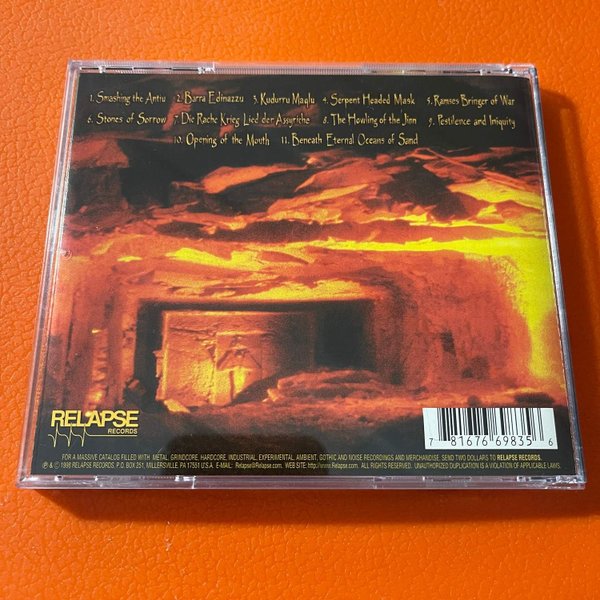 1. Smashing the Antiu 2. Barra Edinazzu 3. Kudurru Maqlu 4. Serpent Headed Mask 5. Ramses Bringer of War
6. Stones of Sorrow 7. Die Rache Krieg Lied der Assyriche 8. The Howling of the Jinn 9. Pestilence and Iniquity
10. Opening of the Mouth 11. Beneath Eternal Oceans of Sand
RELAPSE
RECORDS
7 81676 69835 6
FOR A MASSIVE CATALOG FILLED WITH METAL, GRINDCORE, HARDCORE, INDUSTRIAL, EXPERIMENTAL, AMBIENT, GOTHIC AND NOISE RECORDINGS AND MERCHANDISE, SEND TWO DOLLARS TO RELAPSE RECORDS.
℗ & © 1998 RELAPSE RECORDS, P.O. BOX 251, MILLERSVILLE, PA 17551 U.S.A. E-MAIL: Relapse@Relapse.com. WEB SITE: http://www.Relapse.com. ALL RIGHTS RESERVED. UNAUTHORIZED DUPLICATION IS A VIOLATION OF APPLICABLE LAWS.